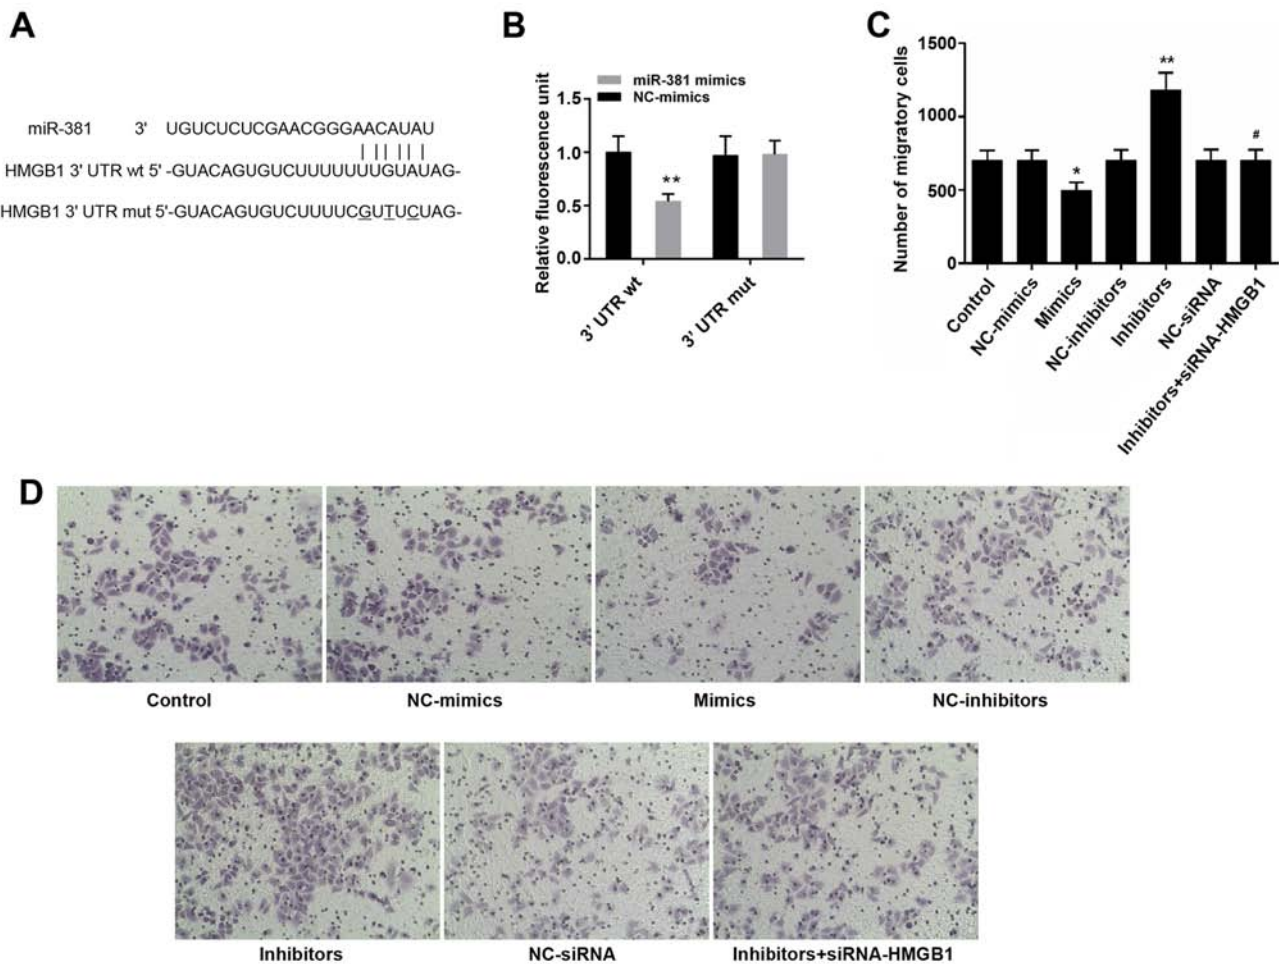 A
miR-381 3' UGUCUCUCGAACGGGAACAUAU
HMGB1 3' UTR wt 5' -GUACAGUGUCUUUUUUUGUAUAG-
HMGB1 3' UTR mut 5'-GUACAGUGUCUUUUCGUTUCUAG-
B
miR-381 mimics
NC-mimics
Relative fluorescence unit
1.5
1.0
0.5
0.0
**
3' UTR wt
3' UTR mut
C
Number of migratory cells
1500
1000
500
0
*
**
#
Control
NC-mimics
Mimics
NC-inhibitors
Inhibitors
NC-siRNA
Inhibitors+siRNA-HMGB1
D
Control
NC-mimics
Mimics
NC-inhibitors
Inhibitors
NC-siRNA
Inhibitors+siRNA-HMGB1